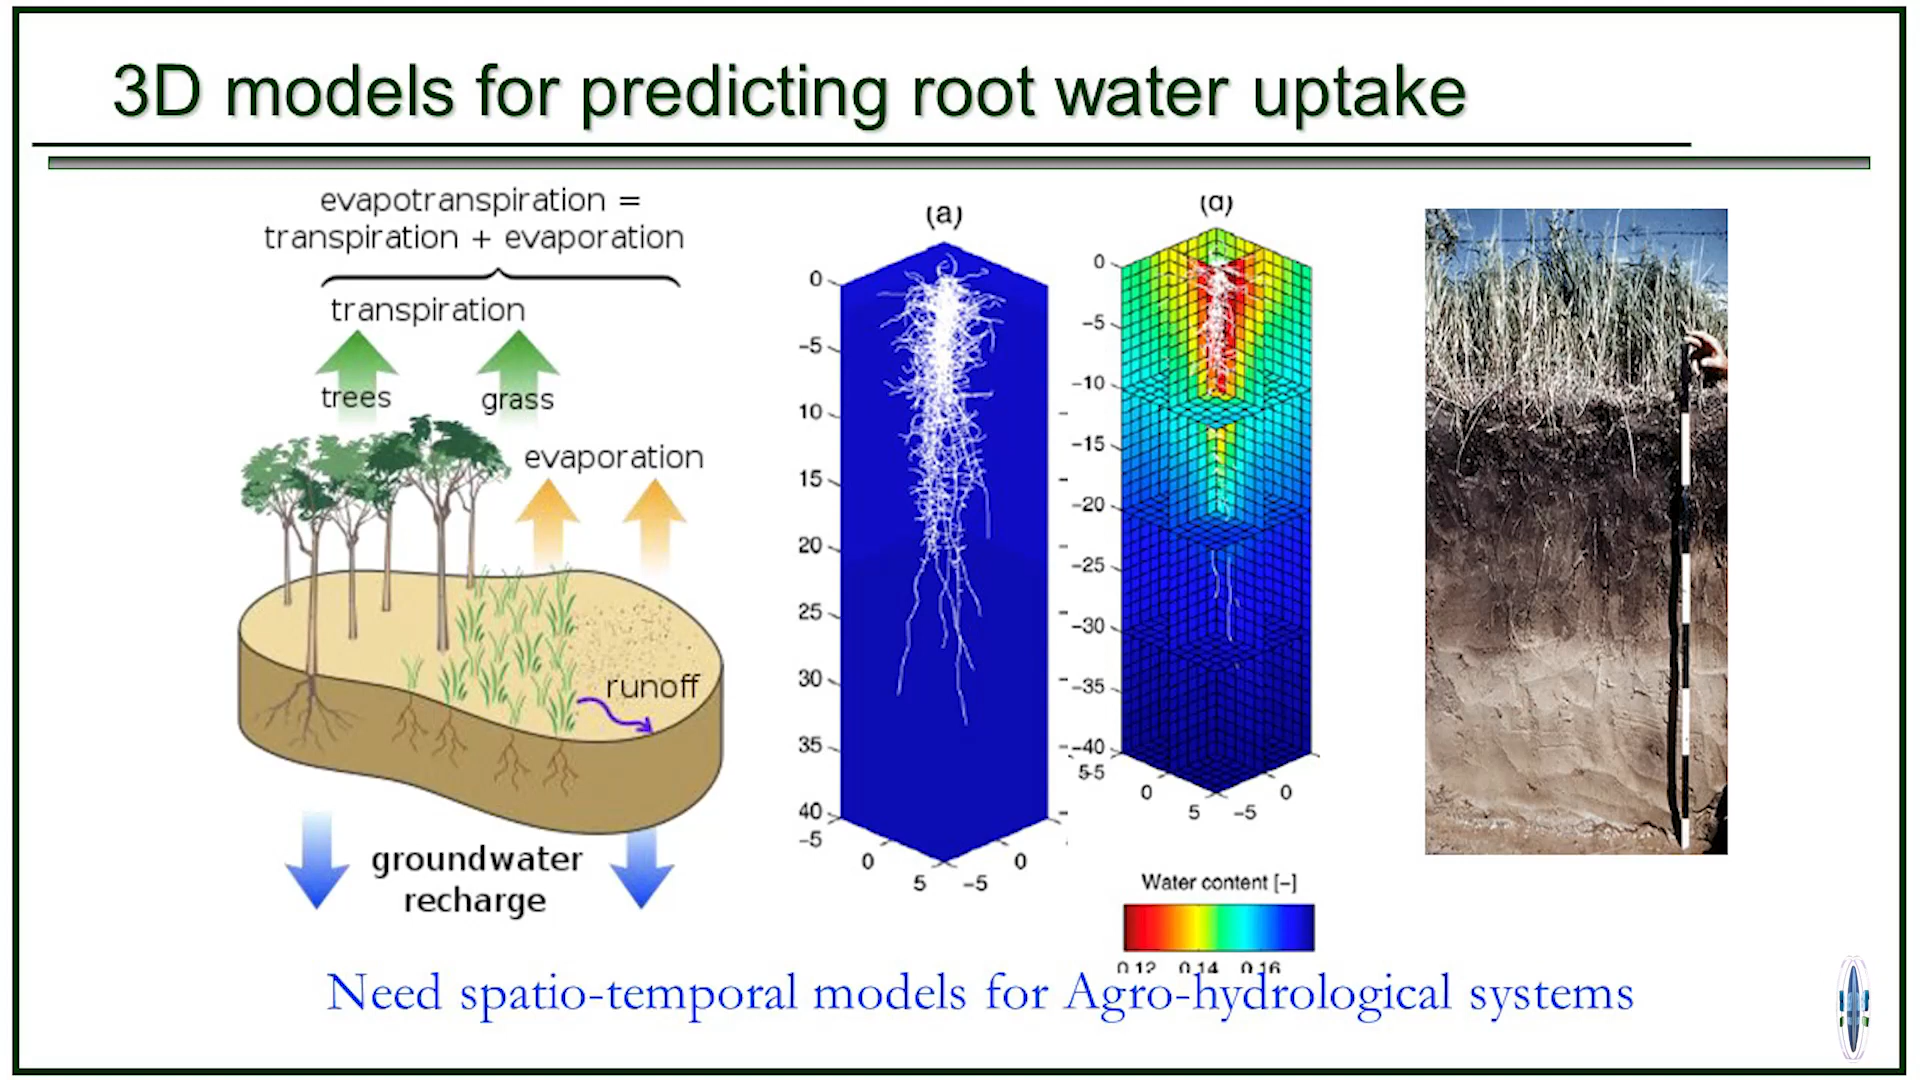 3D models for predicting root water uptake
evapotranspiration =
transpiration + evaporation
transpiration
trees
grass
evaporation
runoff
groundwater
recharge
(a)
0
−5
10
15
20
25
30
35
40
−5
0
5
−5
0
(d)
0
−5
−10
−15
−20
−25
−30
−35
−40
5-5
0
5
−5
0
Water content [−]
0.12 0.14 0.16
Need spatio-temporal models for Agro-hydrological systems